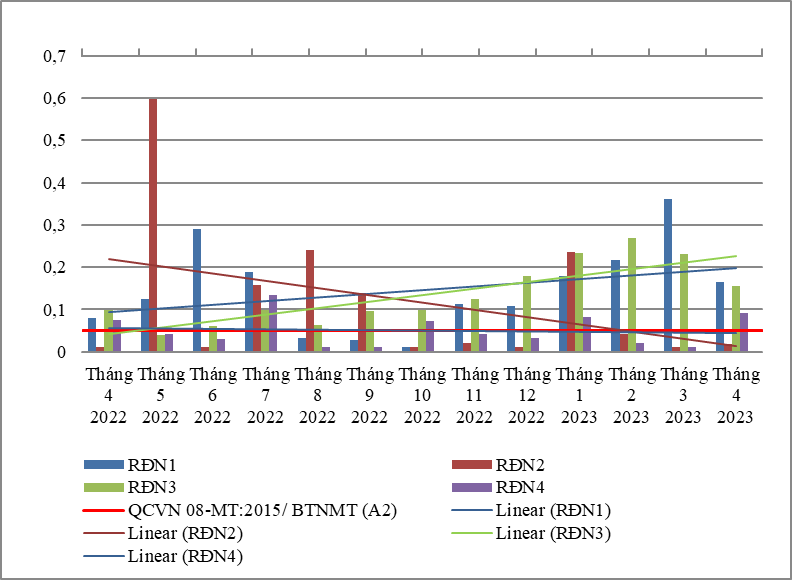 0,7
0,6
0,5
0,4
0,3
0,2
0,1
0
Tháng Tháng Tháng Tháng Tháng Tháng Tháng Tháng Tháng Tháng Tháng Tháng Tháng
4 5 6 7 8 9 10 11 12 1 2 3 4
2022 2022 2022 2022 2022 2022 2022 2022 2022 2023 2023 2023 2023
RĐN1 RĐN2
RĐN3 RĐN4
QCVN 08-MT:2015/ BTNMT (A2) Linear (RĐN1)
Linear (RĐN2) Linear (RĐN3)
Linear (RĐN4)